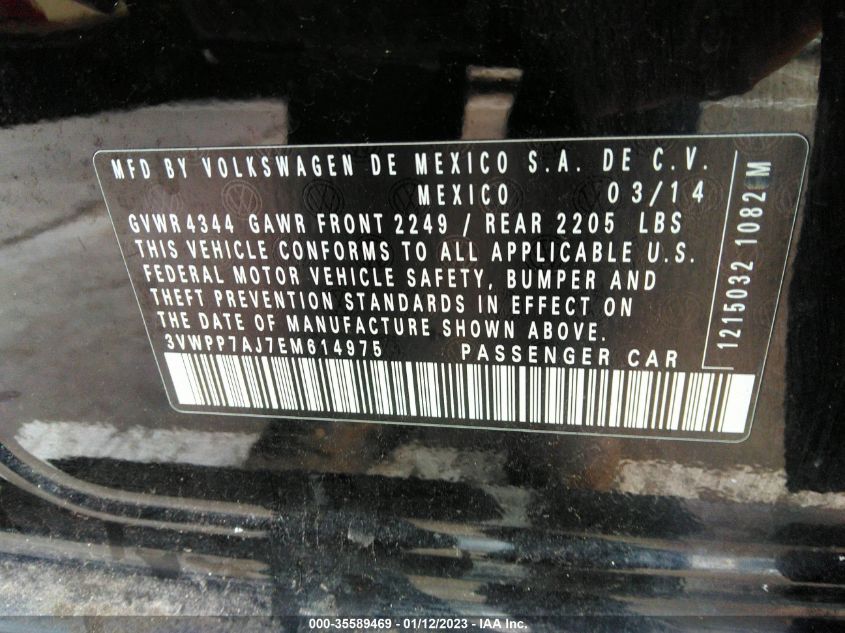 MFD BY VOLKSWAGEN DE MEXICO S.A. DE C.V.
MEXICO 03/14
GVWR 4344 GAWR FRONT 2249 / REAR 2205 LBS
THIS VEHICLE CONFORMS TO ALL APPLICABLE U.S.
FEDERAL MOTOR VEHICLE SAFETY, BUMPER AND
THEFT PREVENTION STANDARDS IN EFFECT ON
THE DATE OF MANUFACTURE SHOWN ABOVE.
3VWPP7AJ7EM614975 PASSENGER CAR
1215032 1082 M
000-35589469 - 01/12/2023 - IAA Inc.